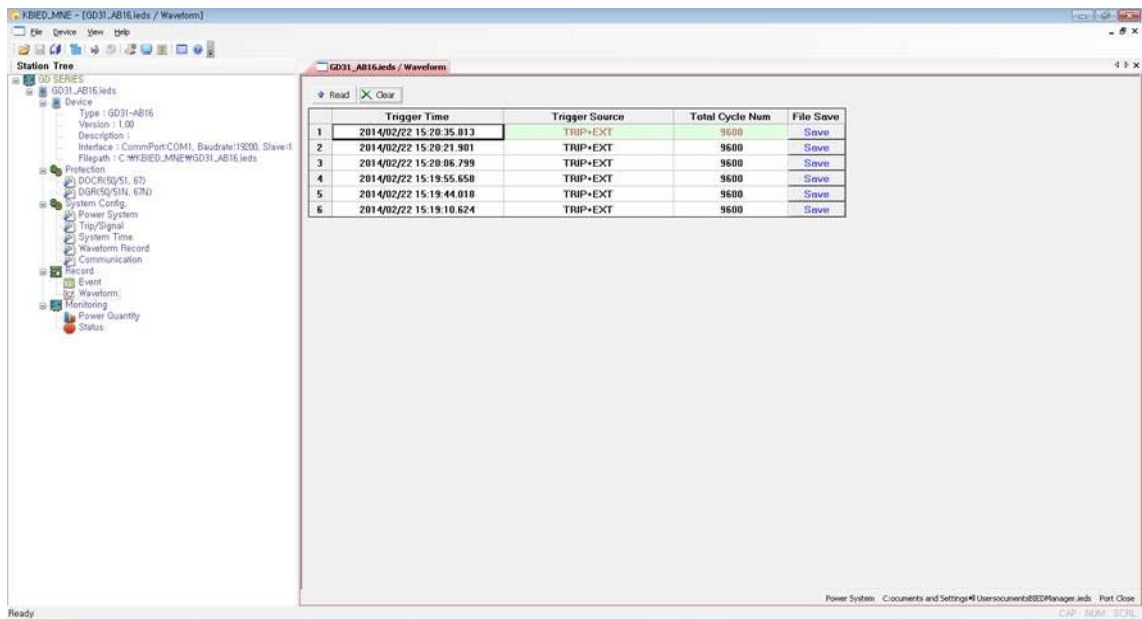 KBIED_MNE - [GD31_AB16.ieds / Waveform]
File Device View Help
Station Tree
GD31_AB16.ieds / Waveform
GD SERIES
GD31_AB16.ieds
Device
Type : GD31-AB16
Version : 1.00
Description :
Interface : CommPort:COM1, Baudrate:19200, Slave:1
Filepath : C:₩KBIED_MNE₩GD31_AB16.ieds
Protection
DOCR(50/51, 67)
DGR(50/51N, 67N)
System Config.
Power System
Trip/Signal
System Time
Waveform Record
Communication
Record
Event
Waveform
Monitoring
Power Quantity
Status
Read Clear
Trigger Time Trigger Source Total Cycle Num File Save
1 2014/02/22 15:20:35.813 TRIP+EXT 9600 Save
2 2014/02/22 15:20:21.901 TRIP+EXT 9600 Save
3 2014/02/22 15:20:06.799 TRIP+EXT 9600 Save
4 2014/02/22 15:19:55.658 TRIP+EXT 9600 Save
5 2014/02/22 15:19:44.018 TRIP+EXT 9600 Save
6 2014/02/22 15:19:10.624 TRIP+EXT 9600 Save
Power System Port Close
Ready CAP NUM SCRL